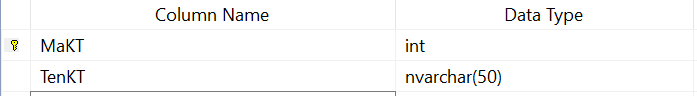 Column Name Data Type
MaKT int
TenKT nvarchar(50)